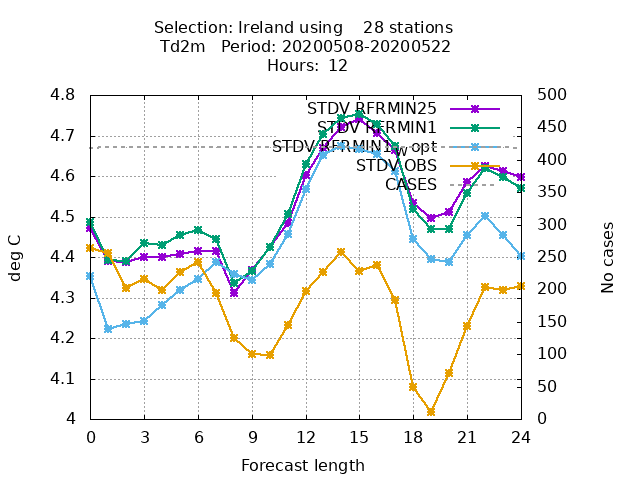 Selection: Ireland using    28 stations
Td2m   Period: 20200508-20200522
Hours:  12
STDV RFRMIN25
STDV RFRMIN1
STDV RFRMIN1_W opt
STDV OBS
CASES
4.8
4.7
4.6
4.5
4.4
4.3
4.2
4.1
4
deg C
500
450
400
350
300
250
200
150
100
50
0
No cases
0 3 6 9 12 15 18 21 24
Forecast length